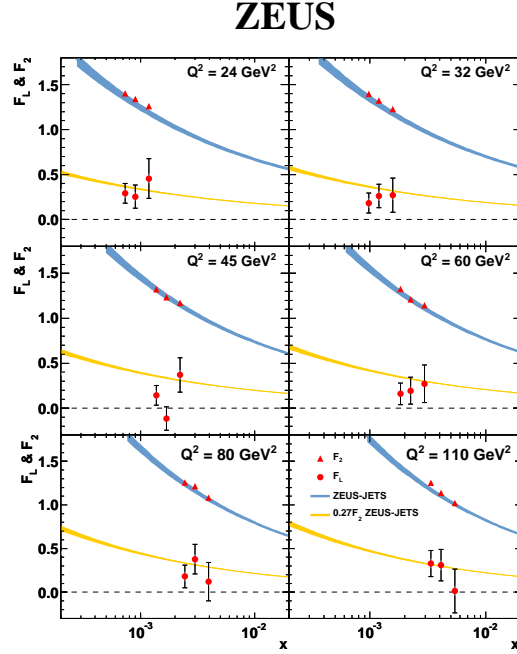 ZEUS
F_L & F_2
1.5
1.0
0.5
0.0
Q² = 24 GeV²
Q² = 32 GeV²
F_L & F_2
1.5
1.0
0.5
0.0
Q² = 45 GeV²
Q² = 60 GeV²
F_L & F_2
1.5
1.0
0.5
0.0
Q² = 80 GeV²
Q² = 110 GeV²
F_2
F_L
ZEUS-JETS
0.27F_2 ZEUS-JETS
10⁻³ 10⁻² 10⁻³ 10⁻²
x x